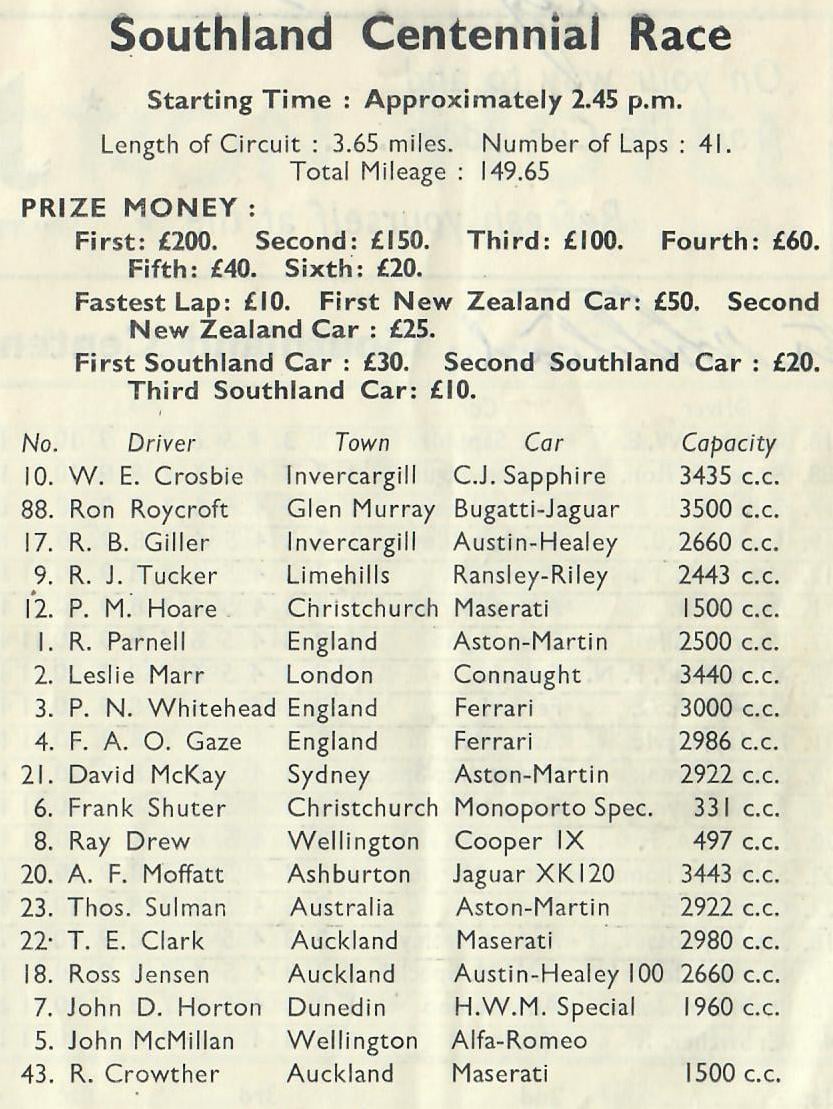 Southland Centennial Race
Starting Time : Approximately 2.45 p.m.
Length of Circuit : 3.65 miles. Number of Laps : 41.
Total Mileage : 149.65
PRIZE MONEY :
First: £200. Second: £150. Third: £100. Fourth: £60.
Fifth: £40. Sixth: £20.
Fastest Lap: £10. First New Zealand Car: £50. Second
New Zealand Car : £25.
First Southland Car : £30. Second Southland Car : £20.
Third Southland Car: £10.
No. Driver Town Car Capacity
10. W. E. Crosbie Invercargill C.J. Sapphire 3435 c.c.
88. Ron Roycroft Glen Murray Bugatti-Jaguar 3500 c.c.
17. R. B. Giller Invercargill Austin-Healey 2660 c.c.
9. R. J. Tucker Limehills Ransley-Riley 2443 c.c.
12. P. M. Hoare Christchurch Maserati 1500 c.c.
1. R. Parnell England Aston-Martin 2500 c.c.
2. Leslie Marr London Connaught 3440 c.c.
3. P. N. Whitehead England Ferrari 3000 c.c.
4. F. A. O. Gaze England Ferrari 2986 c.c.
21. David McKay Sydney Aston-Martin 2922 c.c.
6. Frank Shuter Christchurch Monoporto Spec. 331 c.c.
8. Ray Drew Wellington Cooper IX 497 c.c.
20. A. F. Moffatt Ashburton Jaguar XK120 3443 c.c.
23. Thos. Sulman Australia Aston-Martin 2922 c.c.
22· T. E. Clark Auckland Maserati 2980 c.c.
18. Ross Jensen Auckland Austin-Healey 100 2660 c.c.
7. John D. Horton Dunedin H.W.M. Special 1960 c.c.
5. John McMillan Wellington Alfa-Romeo
43. R. Crowther Auckland Maserati 1500 c.c.